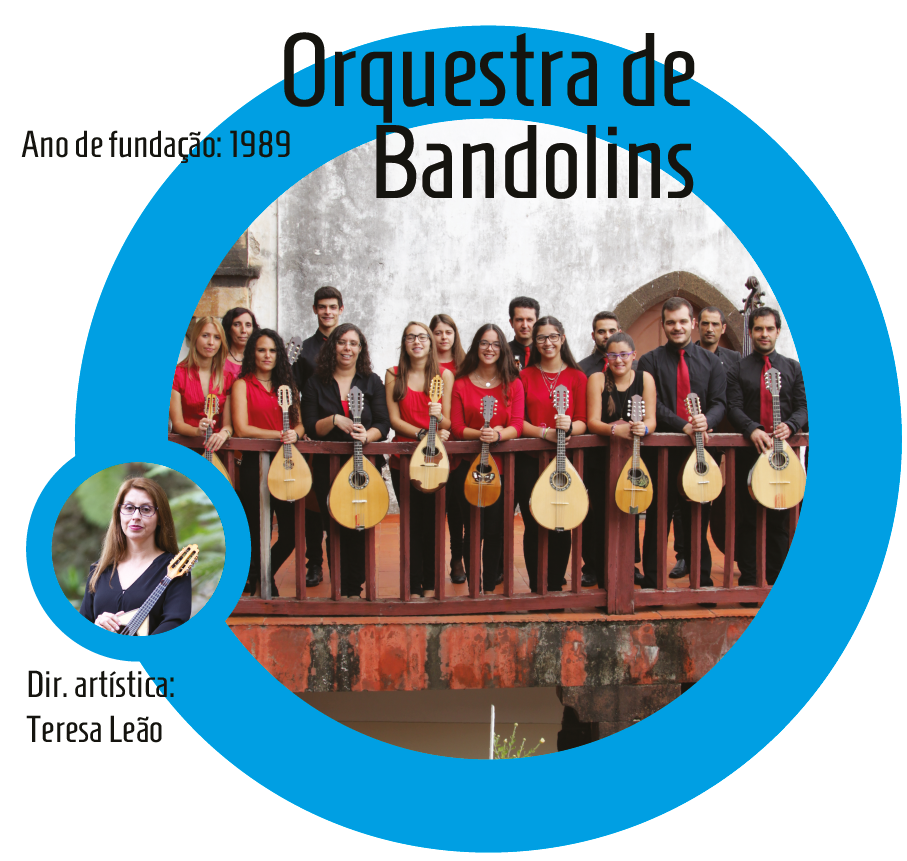 Orquestra de
Bandolins
Ano de fundação: 1989
Dir. artística:
Teresa Leão